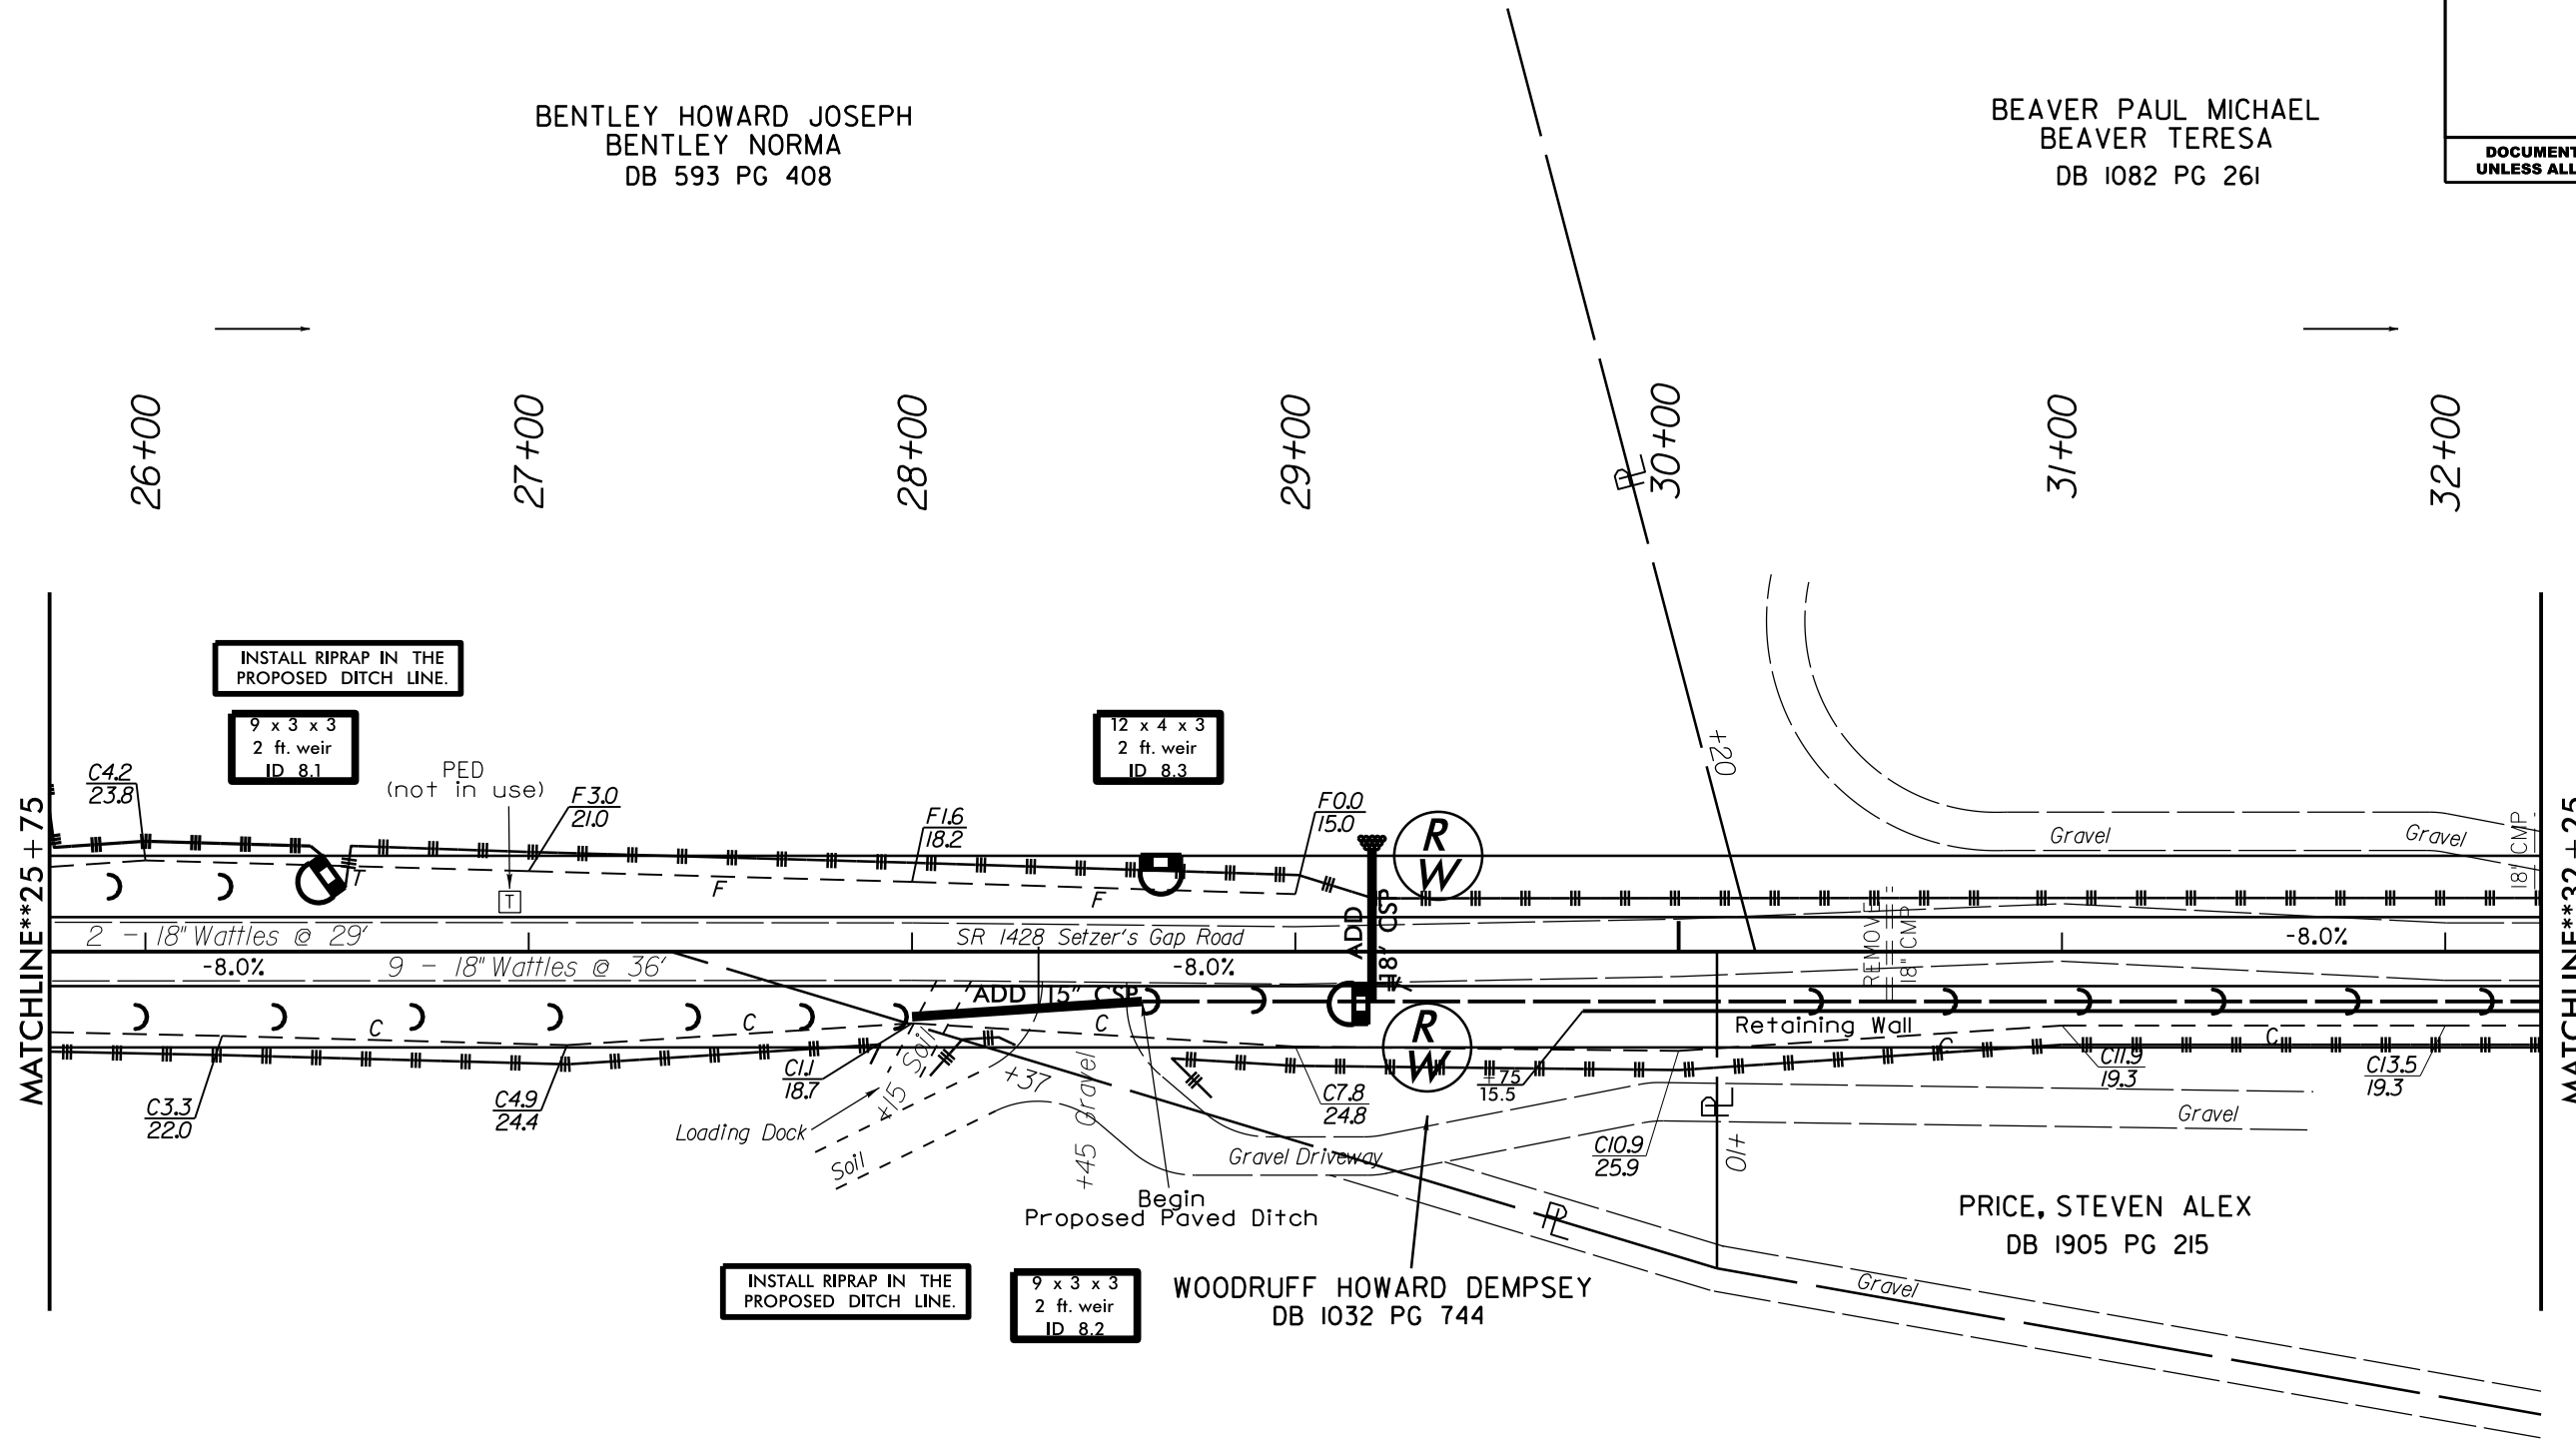 BENTLEY HOWARD JOSEPH
BENTLEY NORMA
DB 593 PG 408
BEAVER PAUL MICHAEL
BEAVER TERESA
DB 1082 PG 261
DOCUMENT
UNLESS ALL
26+00
27+00
28+00
29+00
30+00
31+00
32+00
PL
+20
INSTALL RIPRAP IN THE
PROPOSED DITCH LINE.
9 x 3 x 3
2 ft. weir
ID 8.1
12 x 4 x 3
2 ft. weir
ID 8.3
MATCHLINE**25+75
MATCHLINE**32+25
C4.2
23.8
PED
(not in use)
F3.0
21.0
F1.6
18.2
F0.0
15.0
R
W
T
T
F
F
Gravel
Gravel
18" CMP
2 - 18" Wattles @ 29'
SR 1428 Setzer's Gap Road
ADD
18" CSP
REMOVE
18" CMP
-8.0%
-8.0%
9 - 18" Wattles @ 36'
-8.0%
ADD 15" CSP
C
C
C
C
C
Retaining Wall
R
W
C3.3
22.0
C4.9
24.4
C1.1
18.7
+15 Soil
+37
+45 Gravel
Loading Dock
Soil
C7.8
24.8
+75
15.5
C10.9
25.9
PL
+10
C11.9
19.3
C13.5
19.3
Gravel
Gravel Driveway
Begin
Proposed Paved Ditch
PL
PRICE, STEVEN ALEX
DB 1905 PG 215
Gravel
INSTALL RIPRAP IN THE
PROPOSED DITCH LINE.
9 x 3 x 3
2 ft. weir
ID 8.2
WOODRUFF HOWARD DEMPSEY
DB 1032 PG 744